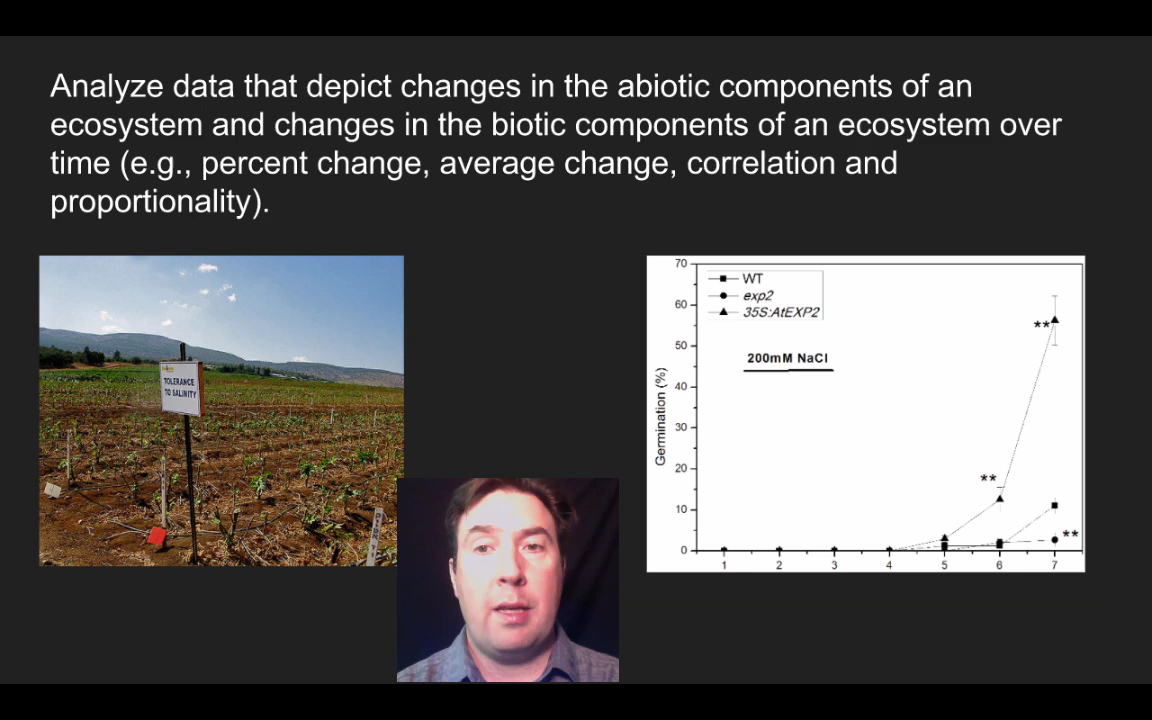 Analyze data that depict changes in the abiotic components of an
ecosystem and changes in the biotic components of an ecosystem over
time (e.g., percent change, average change, correlation and
proportionality).
TOLERANCE
TO SALINITY
WT
exp2
35S:AtEXP2
200mM NaCl
Germination (%)
70
60
50
40
30
20
10
0
**
**
**
1 2 3 4 5 6 7